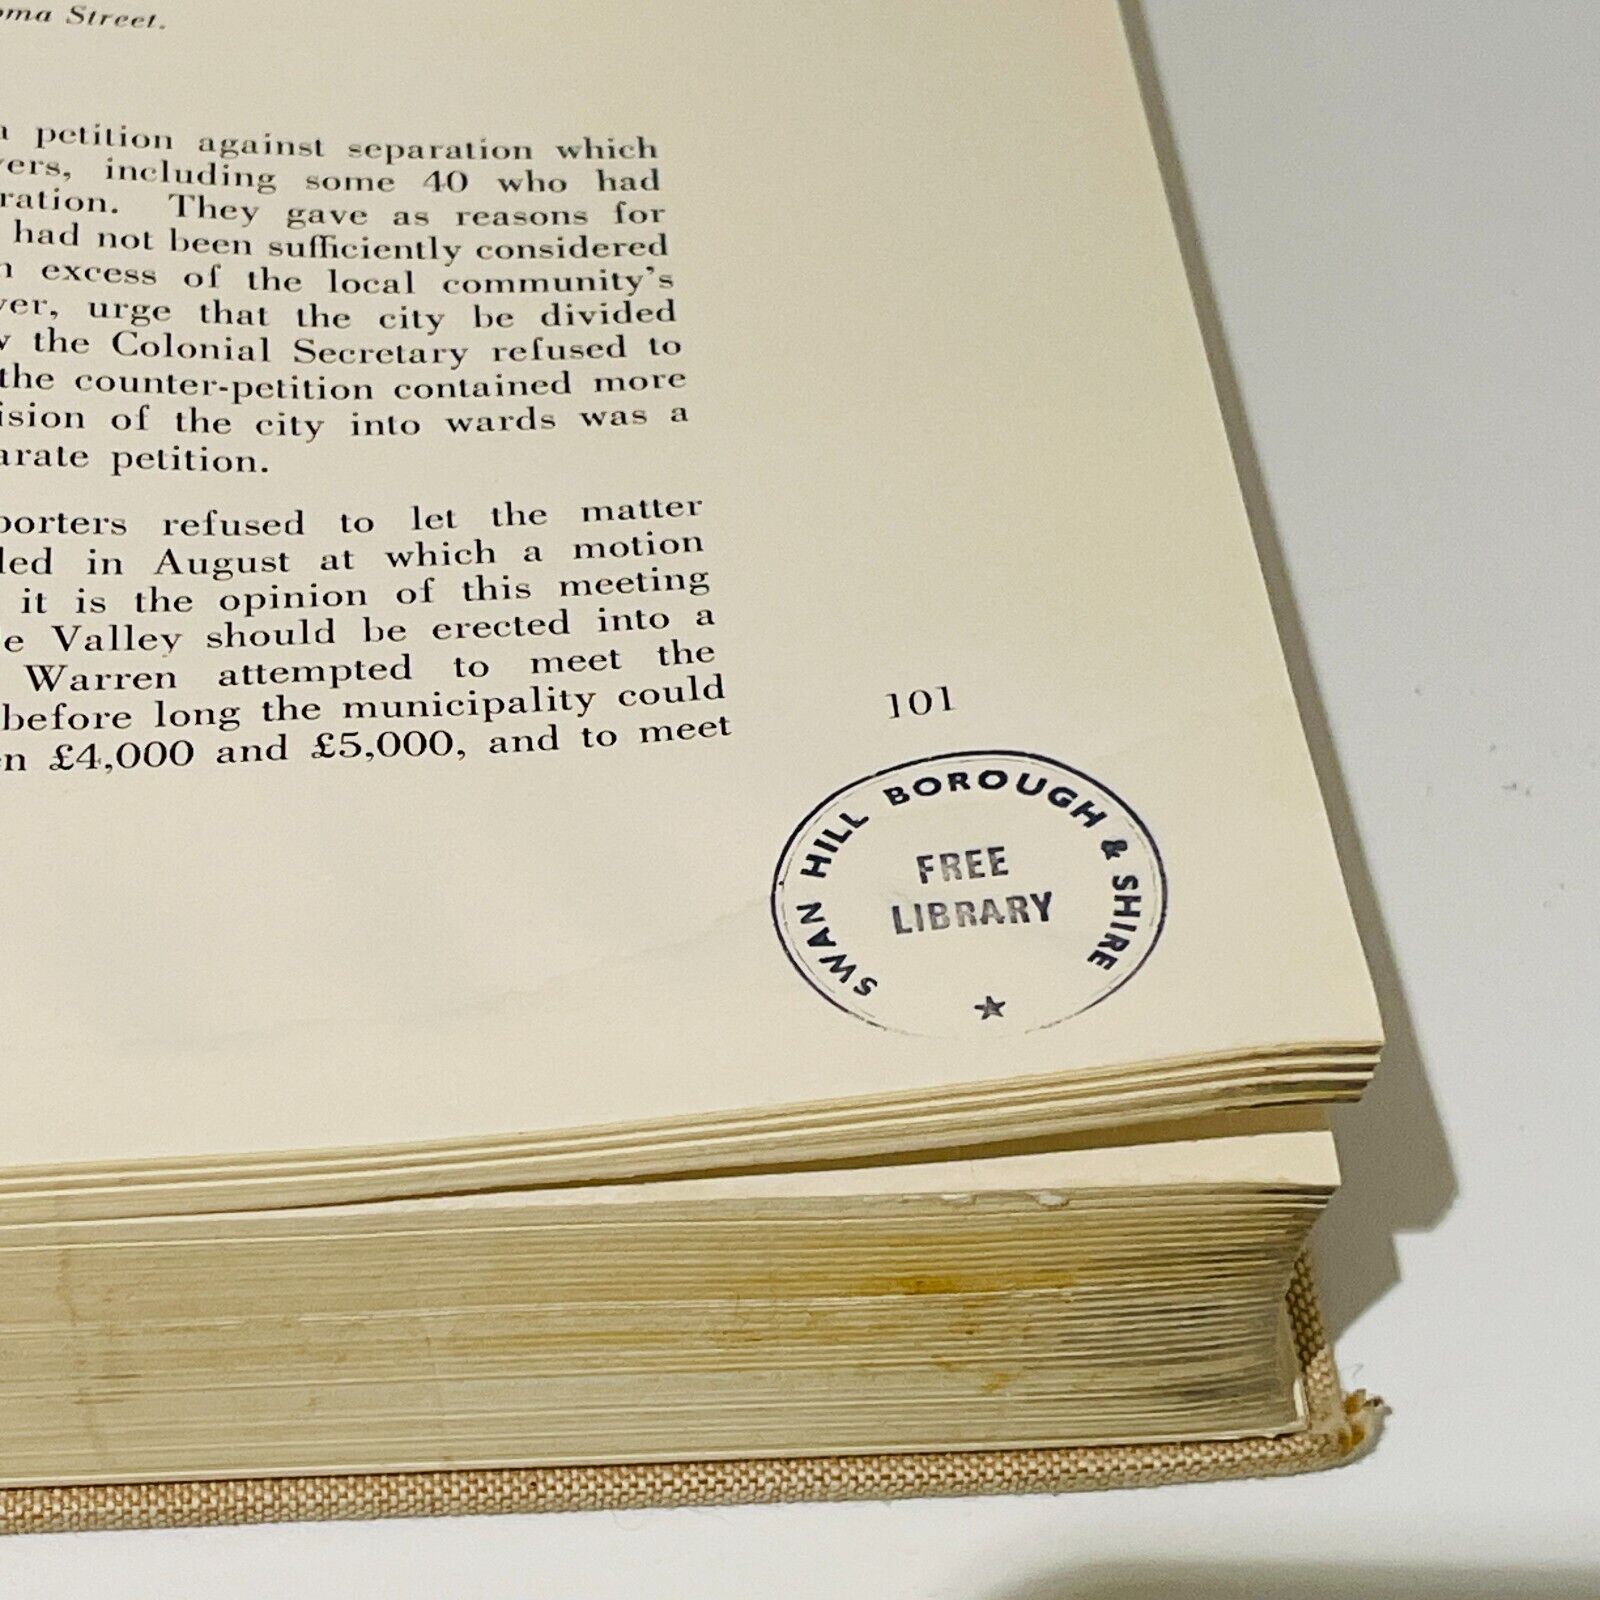 oma Street.
a petition against separation which
vers, including some 40 who had
ration. They gave as reasons for
had not been sufficiently considered
n excess of the local community's
ver, urge that the city be divided
the Colonial Secretary refused to
the counter-petition contained more
ision of the city into wards was a
arate petition.
porters refused to let the matter
led in August at which a motion
it is the opinion of this meeting
e Valley should be erected into a
Warren attempted to meet the
before long the municipality could
n £4,000 and £5,000, and to meet
101
SWAN HILL BOROUGH & SHIRE
FREE
LIBRARY